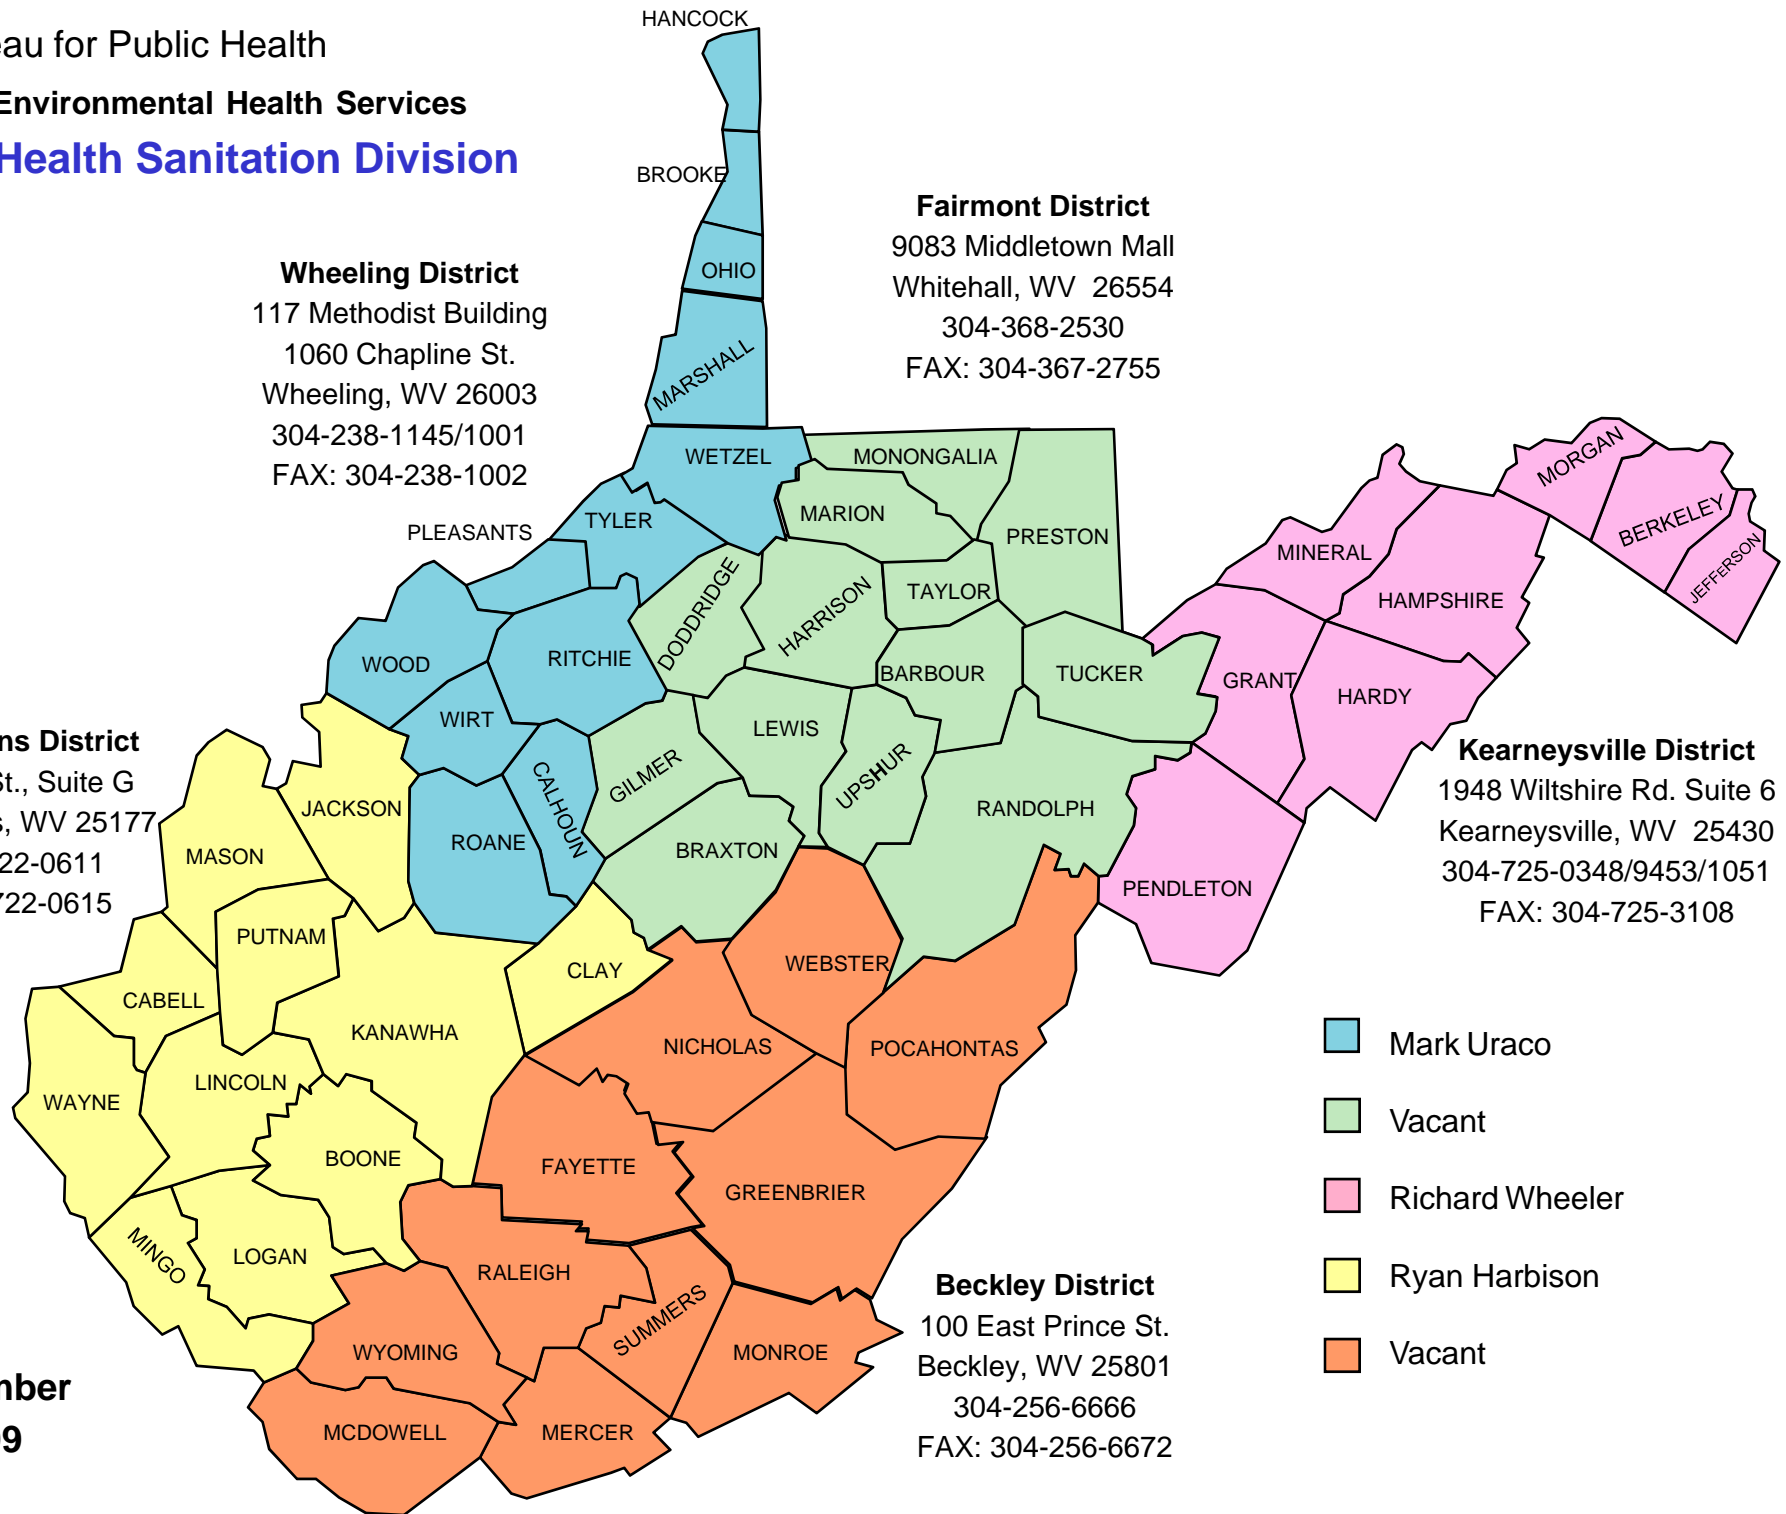 eau for Public Health
Environmental Health Services
Health Sanitation Division
HANCOCK
BROOKE
OHIO
MARSHALL
Wheeling District
117 Methodist Building
1060 Chapline St.
Wheeling, WV 26003
304-238-1145/1001
FAX: 304-238-1002
Fairmont District
9083 Middletown Mall
Whitehall, WV  26554
304-368-2530
FAX: 304-367-2755
WETZEL
MONONGALIA
MARION
PRESTON
TYLER
PLEASANTS
DODDRIDGE
HARRISON
TAYLOR
WOOD
RITCHIE
BARBOUR
TUCKER
WIRT
LEWIS
GILMER
UPSHUR
CALHOUN
ROANE
BRAXTON
RANDOLPH
MORGAN
BERKELEY
JEFFERSON
MINERAL
HAMPSHIRE
GRANT
HARDY
PENDLETON
Kearneysville District
1948 Wiltshire Rd. Suite 6
Kearneysville, WV  25430
304-725-0348/9453/1051
FAX: 304-725-3108
ns District
St., Suite G
s, WV 25177
22-0611
722-0615
JACKSON
MASON
PUTNAM
CABELL
KANAWHA
CLAY
WAYNE
LINCOLN
BOONE
MINGO
LOGAN
WEBSTER
NICHOLAS
POCAHONTAS
FAYETTE
GREENBRIER
RALEIGH
SUMMERS
MONROE
WYOMING
MCDOWELL
MERCER
Beckley District
100 East Prince St.
Beckley, WV 25801
304-256-6666
FAX: 304-256-6672
Mark Uraco
Vacant
Richard Wheeler
Ryan Harbison
Vacant
mber
09